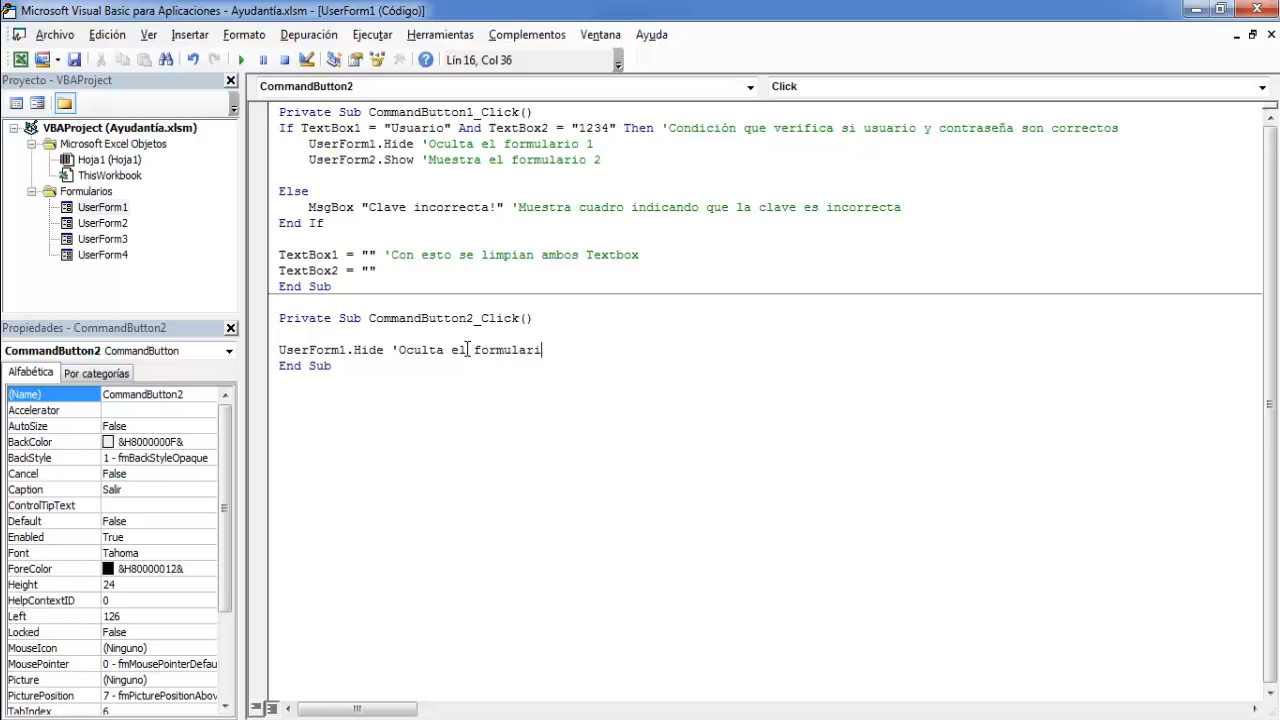 Microsoft Visual Basic para Aplicaciones - Ayudantía.xlsm - [UserForm1 (Código)]
Archivo Edición Ver Insertar Formato Depuración Ejecutar Herramientas Complementos Ventana Ayuda
Lín 16, Col 36
Proyecto - VBAProject
VBAProject (Ayudantía.xlsm)
Microsoft Excel Objetos
Hoja1 (Hoja1)
ThisWorkbook
Formularios
UserForm1
UserForm2
UserForm3
UserForm4
Propiedades - CommandButton2
CommandButton2 CommandButton
Alfabética Por categorías
(Name) CommandButton2
Accelerator
AutoSize False
BackColor &H8000000F&
BackStyle 1 - fmBackStyleOpaque
Cancel False
Caption Salir
ControlTipText
Default False
Enabled True
Font Tahoma
ForeColor &H80000012&
Height 24
HelpContextID 0
Left 126
Locked False
MouseIcon (Ninguno)
MousePointer 0 - fmMousePointerDefau
Picture (Ninguno)
PicturePosition 7 - fmPicturePositionAbov
TabIndex 6
CommandButton2 Click
Private Sub CommandButton1_Click()
If TextBox1 = "Usuario" And TextBox2 = "1234" Then 'Condición que verifica si usuario y contraseña son correctos
UserForm1.Hide 'Oculta el formulario 1
UserForm2.Show 'Muestra el formulario 2
Else
MsgBox "Clave incorrecta!" 'Muestra cuadro indicando que la clave es incorrecta
End If
TextBox1 = "" 'Con esto se limpian ambos Textbox
TextBox2 = ""
End Sub
Private Sub CommandButton2_Click()
UserForm1.Hide 'Oculta el formulari
End Sub